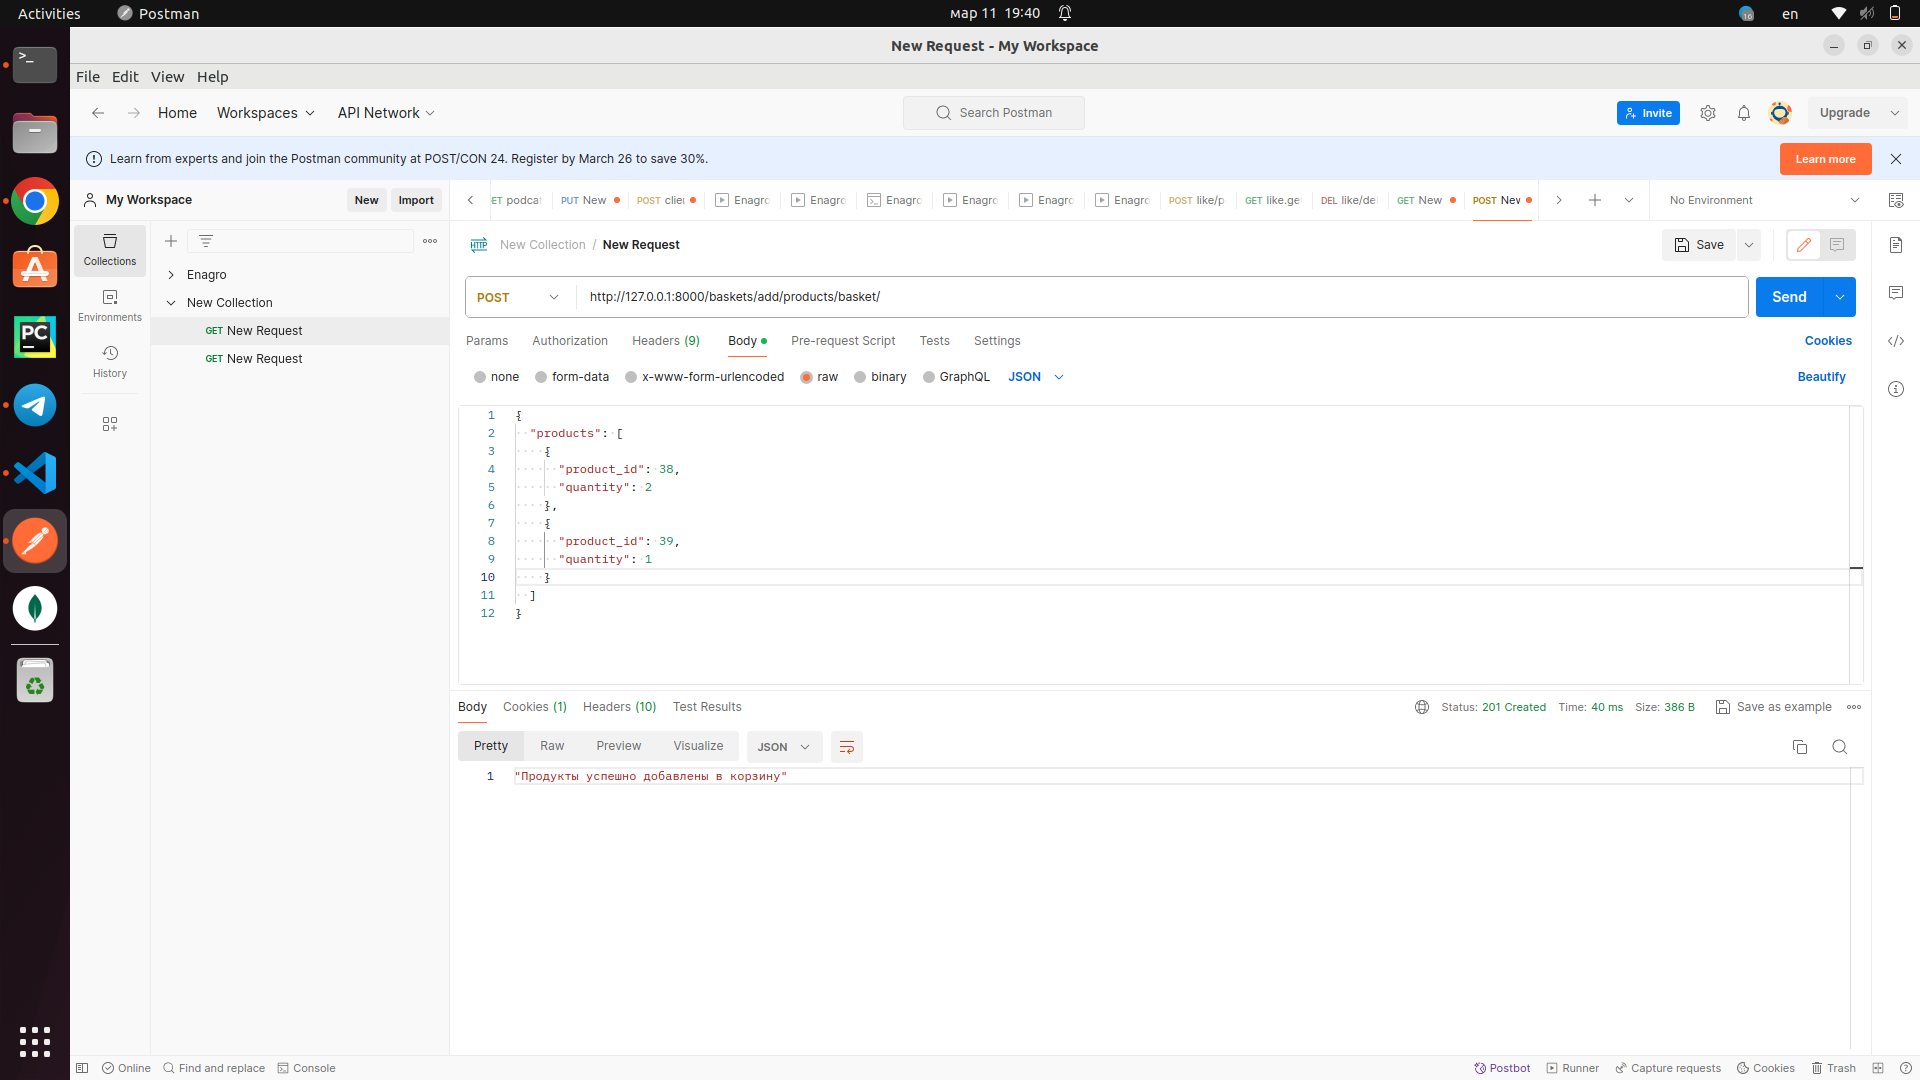 Activities Postman мар 11 19:40 16 en
New Request - My Workspace
File Edit View Help
Home Workspaces API Network Search Postman Invite Upgrade
Learn from experts and join the Postman community at POST/CON 24. Register by March 26 to save 30%. Learn more
My Workspace New Import
ET podcas PUT New POST clier Enagro Enagro Enagro Enagro Enagro Enagro POST like/p GET like.ge DEL like/del GET New POST New No Environment
Collections
Environments
History
Enagro
New Collection
GET New Request
GET New Request
HTTP New Collection / New Request Save
POST http://127.0.0.1:8000/baskets/add/products/basket/ Send
Params Authorization Headers (9) Body Pre-request Script Tests Settings Cookies
none form-data x-www-form-urlencoded raw binary GraphQL JSON Beautify
1 {
2 "products": [
3 {
4 "product_id": 38,
5 "quantity": 2
6 },
7 {
8 "product_id": 39,
9 "quantity": 1
10 }
11 ]
12 }
Body Cookies (1) Headers (10) Test Results Status: 201 Created Time: 40 ms Size: 386 B Save as example
Pretty Raw Preview Visualize JSON
1 "Продукты успешно добавлены в корзину"
Online Find and replace Console Postbot Runner Capture requests Cookies Trash